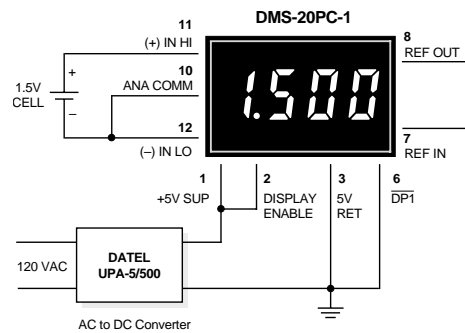 DMS-20PC-1
11
(+) IN HI
8
REF OUT
+
1.5V
CELL
–
10
ANA COMM
1.500
12
(–) IN LO
7
REF IN
1
+5V SUP
2
DISPLAY
ENABLE
3
5V
RET
6
DP1
120 VAC
DATEL
UPA-5/500
AC to DC Converter